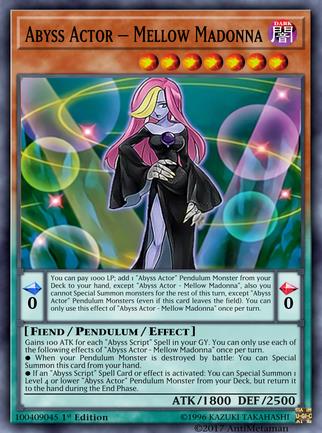 Abyss Actor – Mellow Madonna
DARK
闇
You can pay 1000 LP; add 1 "Abyss Actor" Pendulum Monster from your
Deck to your hand, except "Abyss Actor - Mellow Madonna", also you
cannot Special Summon monsters for the rest of this turn, except "Abyss
Actor" Pendulum Monsters (even if this card leaves the field). You can
only use this effect of "Abyss Actor - Mellow Madonna" once per turn.
0
0
[Fiend / Pendulum / Effect]
Gains 100 ATK for each "Abyss Script" Spell in your GY. You can only use each
of the following effects of "Abyss Actor - Mellow Madonna" once per turn.
● When your Pendulum Monster is destroyed by battle: You can Special
Summon this card from your hand.
● If an "Abyss Script" Spell Card or effect is activated: You can Special Summon 1
Level 4 or lower "Abyss Actor" Pendulum Monster from your Deck, but return it
to the hand during the End Phase.
ATK/1800 DEF/2500
100409045 1st Edition
©1996 KAZUKI TAKAHASHI
©2017 AntiMetaman